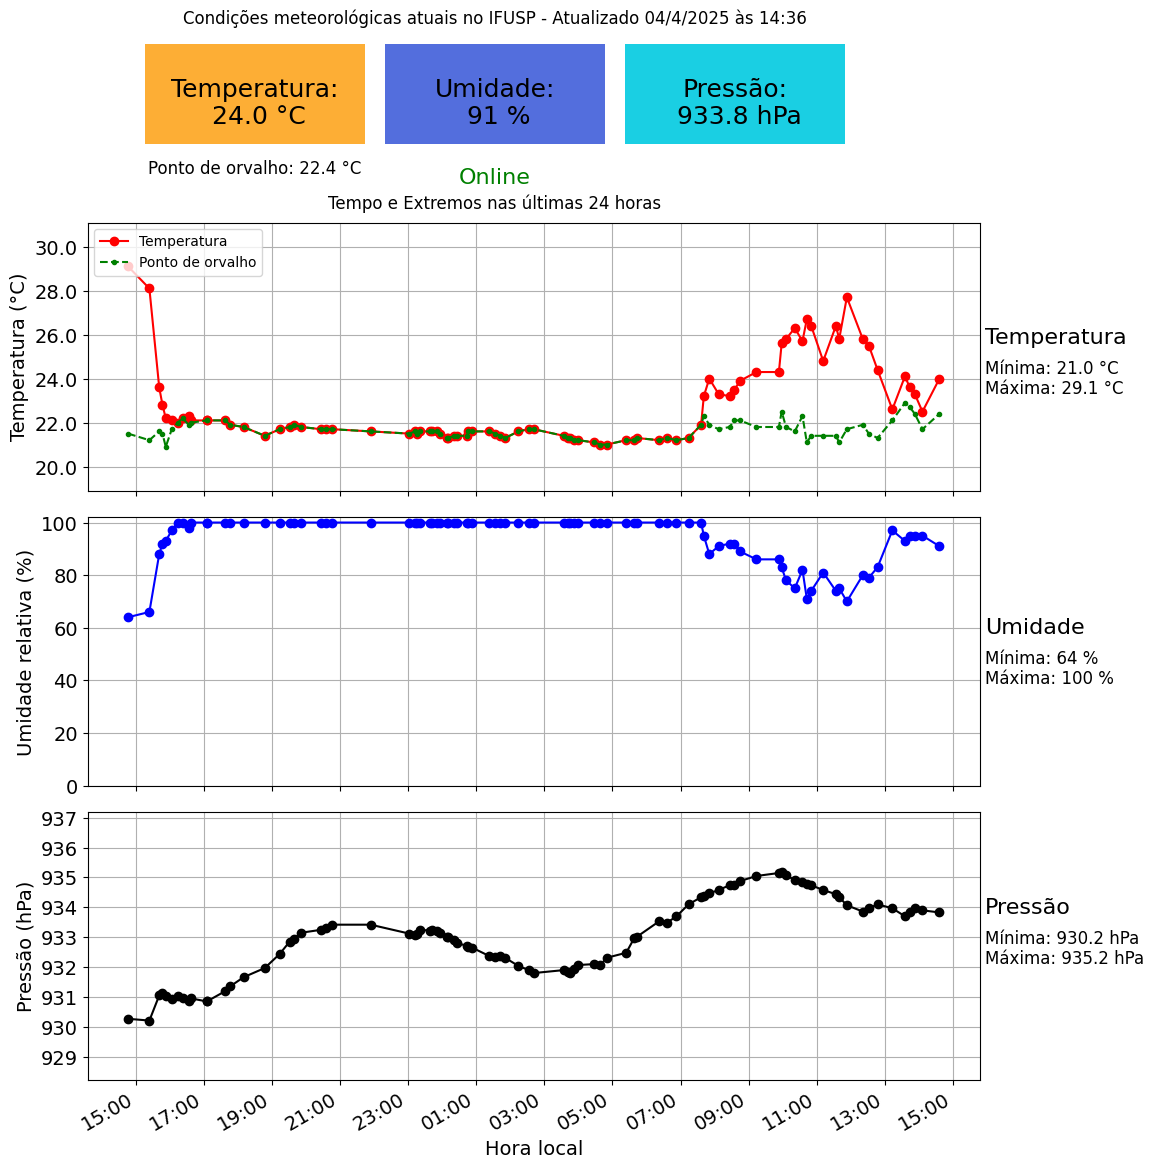 Condições meteorológicas atuais no IFUSP - Atualizado 04/4/2025 às 14:36
Temperatura:
24.0 °C
Umidade:
91 %
Pressão:
933.8 hPa
Ponto de orvalho: 22.4 °C
Online
Tempo e Extremos nas últimas 24 horas
Temperatura (°C)
30.0
28.0
26.0
24.0
22.0
20.0
Temperatura
Ponto de orvalho
Temperatura
Mínima: 21.0 °C
Máxima: 29.1 °C
Umidade relativa (%)
100
80
60
40
20
0
Umidade
Mínima: 64 %
Máxima: 100 %
Pressão (hPa)
937
936
935
934
933
932
931
930
929
Pressão
Mínima: 930.2 hPa
Máxima: 935.2 hPa
15:00
17:00
19:00
21:00
23:00
01:00
03:00
05:00
07:00
09:00
11:00
13:00
15:00
Hora local